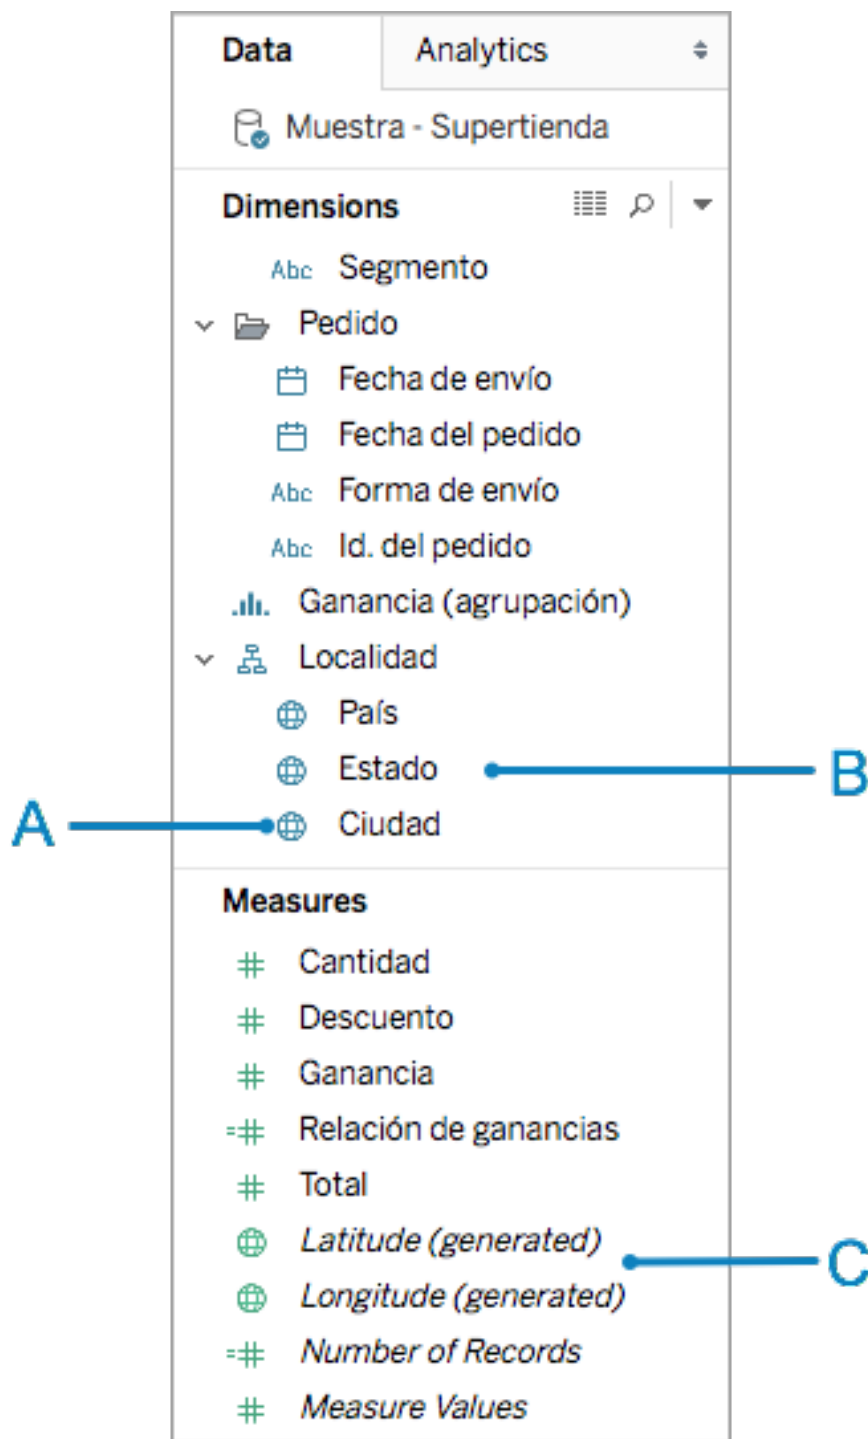 Data Analytics
Muestra - Supertienda
Dimensions
Abc Segmento
Pedido
Fecha de envío
Fecha del pedido
Abc Forma de envío
Abc Id. del pedido
Ganancia (agrupación)
Localidad
País
Estado B
A Ciudad
Measures
# Cantidad
# Descuento
# Ganancia
=# Relación de ganancias
# Total
Latitude (generated)
C
Longitude (generated)
=# Number of Records
# Measure Values